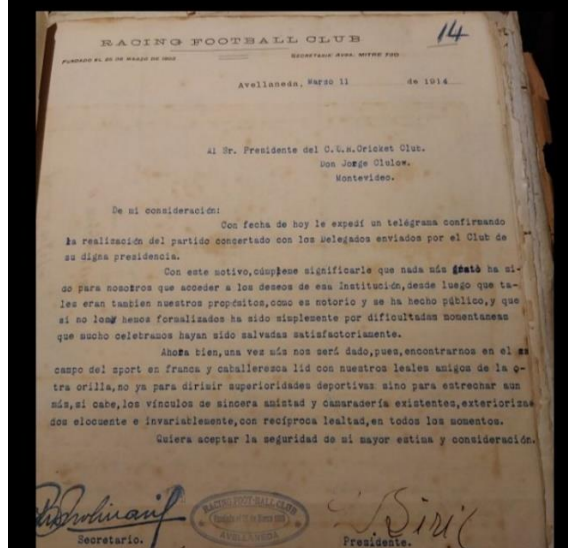 14
RACING FOOTBALL CLUB
FUNDADO EL 25 DE MARZO DE 1903 SECRETARIA AVDA. MITRE
Avellaneda, Marzo 11 de 1914
Al Sr. Presidente del C.U.R.Cricket Club.
Don Jorge Clulow.
Montevideo.
De mi consideración:
Con fecha de hoy le expedí un telégrama confirmando
la realización del partido concertado con los Delegados enviados por el Club de
su digna presidencia.
Con este motivo,cúmpleme significarle que nada más grato ha si-
do para nosotros que acceder a los deseos de esa Institución,desde luego que ta-
les eran tambien nuestros propósitos,como es notorio y se ha hecho público,y que
si no los hemos formalizados ha sido simplemente por dificultades momentaneas
que mucho celebramos hayan sido salvadas satisfactoriamente.
Ahora bien,una vez más nos será dado,pues,encontrarnos en el
campo del sport en franca y caballerezca lid con nuestros leales amigos de la o-
tra orilla,no ya para dirimir superioridades deportivas sino para estrechar aun
más,si cabe,los vínculos de sincera amistad y camaradería existentes,exterioriza
dos elocuente e invariablemente,con recíproca lealtad,en todos los momentos.
Quiera aceptar la seguridad de mi mayor estima y consideración.
RACING FOOT-BALL CLUB
AVELLANEDA
Secretario. Presidente.